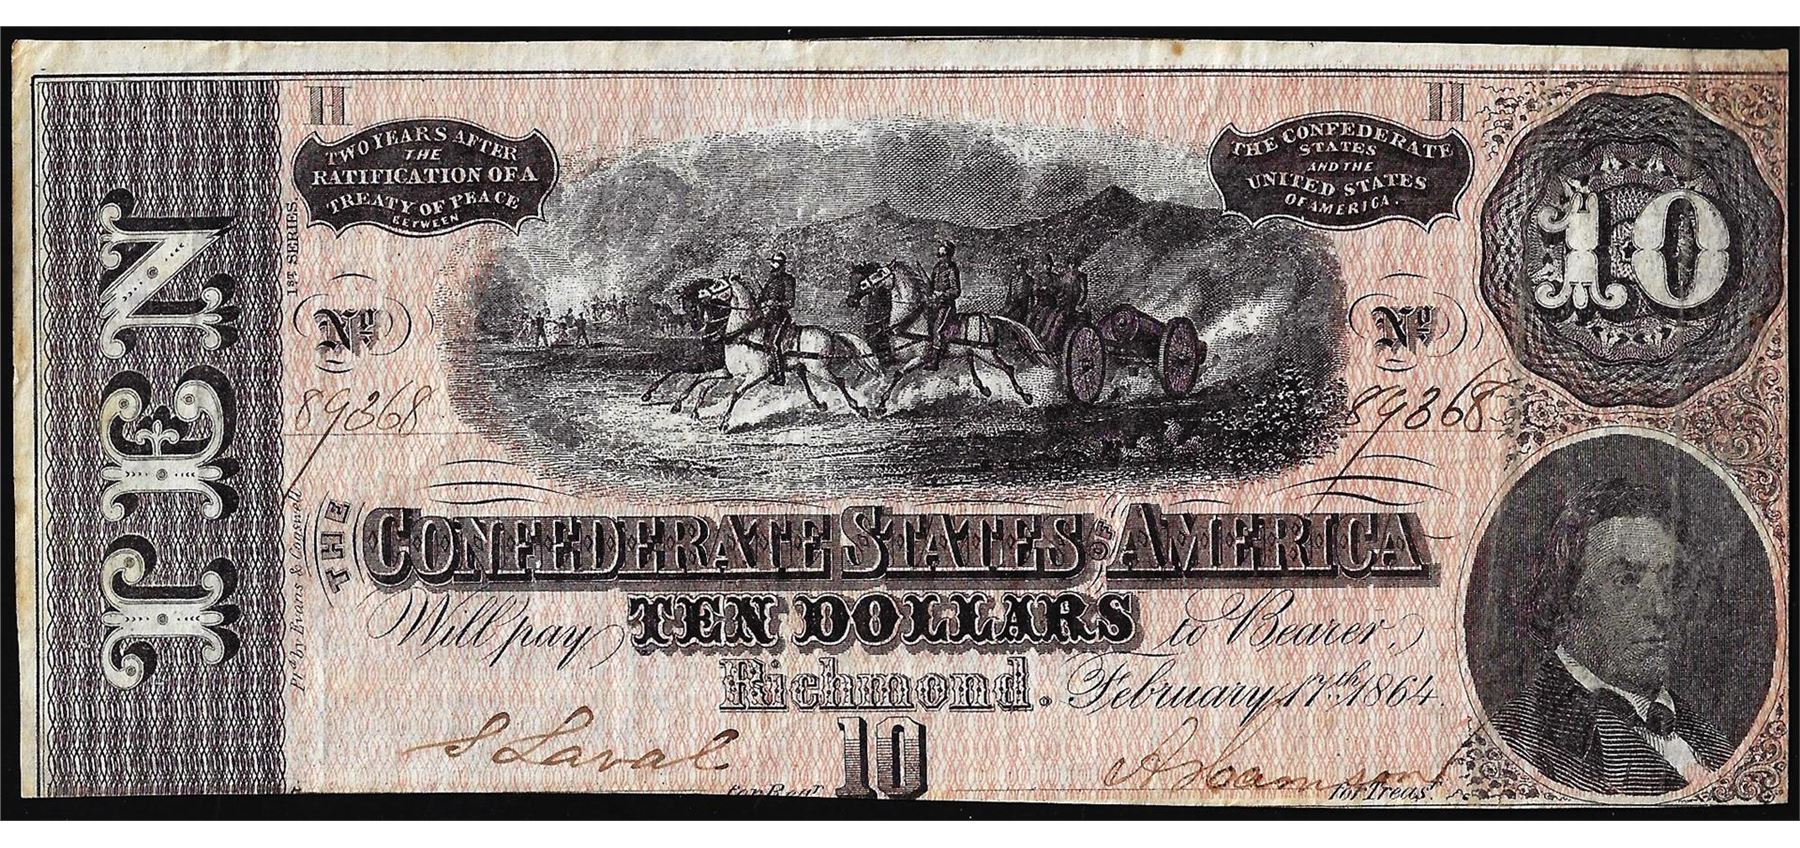 H
H
TWO YEARS AFTER
THE
RATIFICATION OF A
TREATY OF PEACE
BETWEEN
THE CONFEDERATE
STATES
AND THE
UNITED STATES
OF AMERICA.
10
TEN
1ST SERIES.
No
No
89368
89368
THE CONFEDERATE STATES OF AMERICA
Will pay TEN DOLLARS to Bearer.
Richmond. February 17th 1864
S Laval
10
for Regr
for Treas.